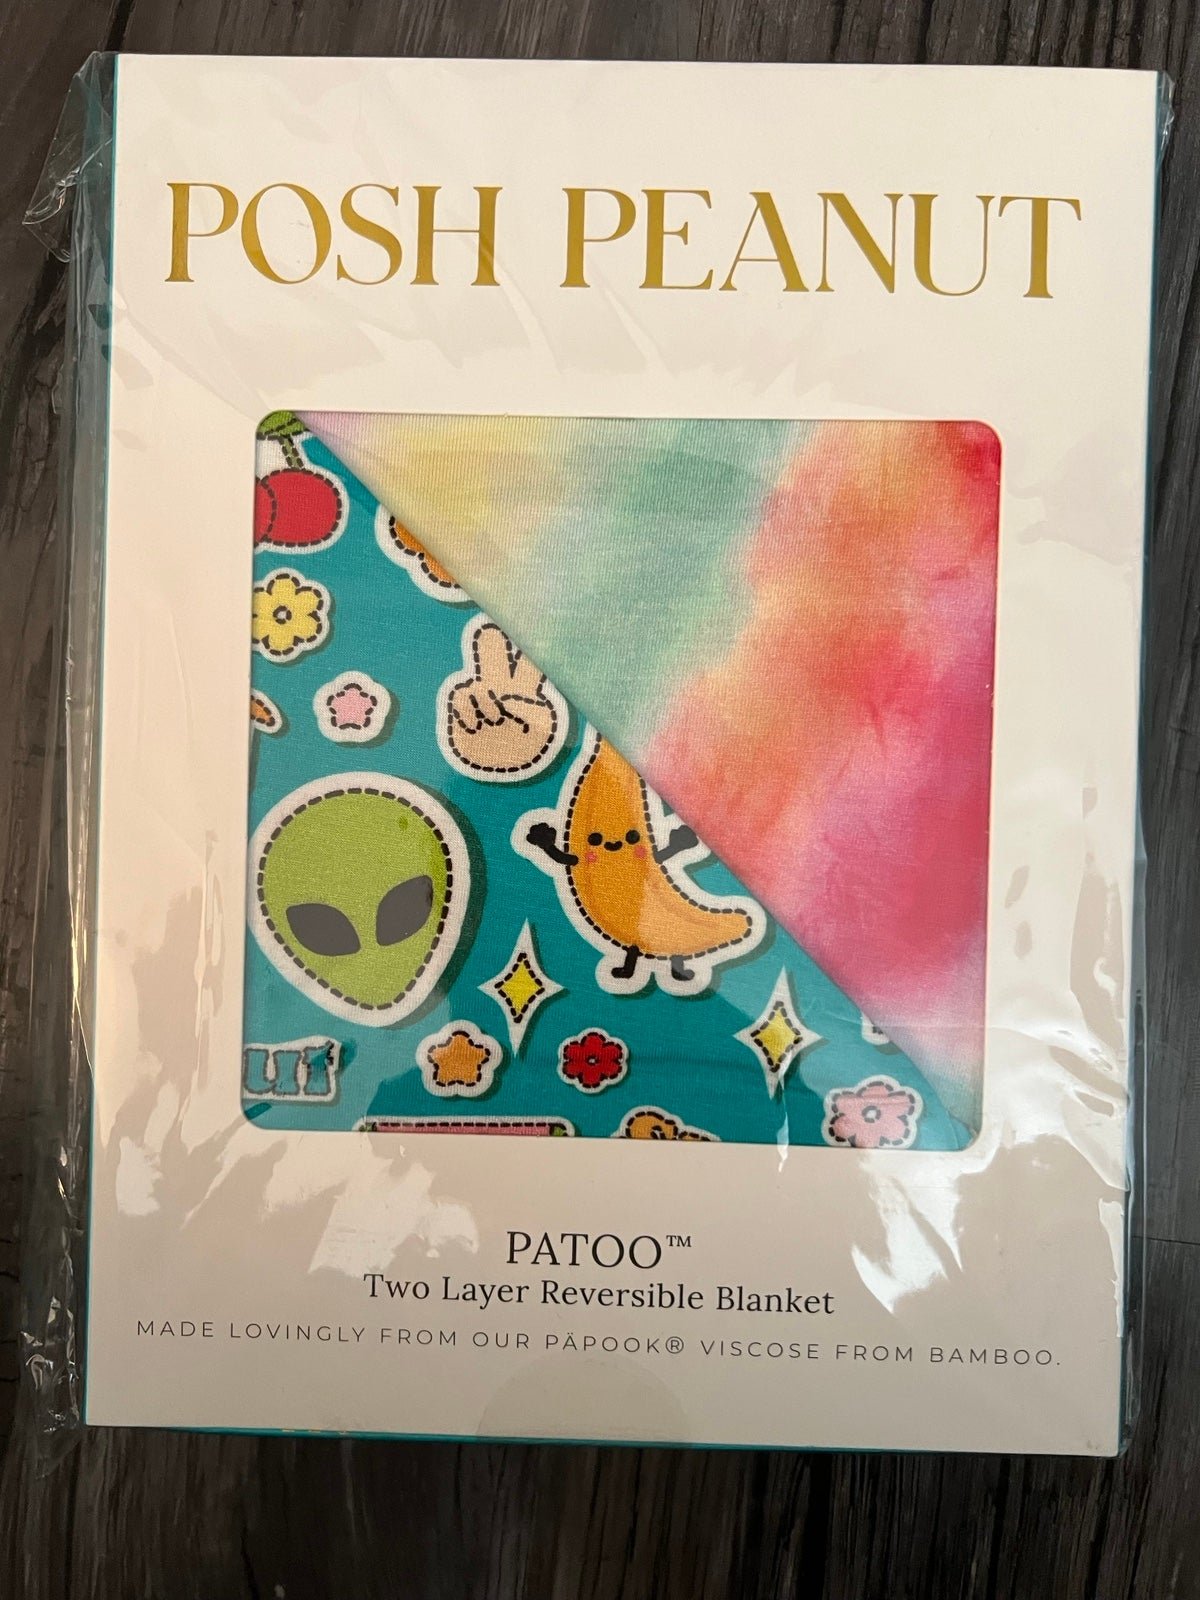 POSH PEANUT
PATOO™
Two Layer Reversible Blanket
MADE LOVINGLY FROM OUR PÄPOOK® VISCOSE FROM BAMBOO.